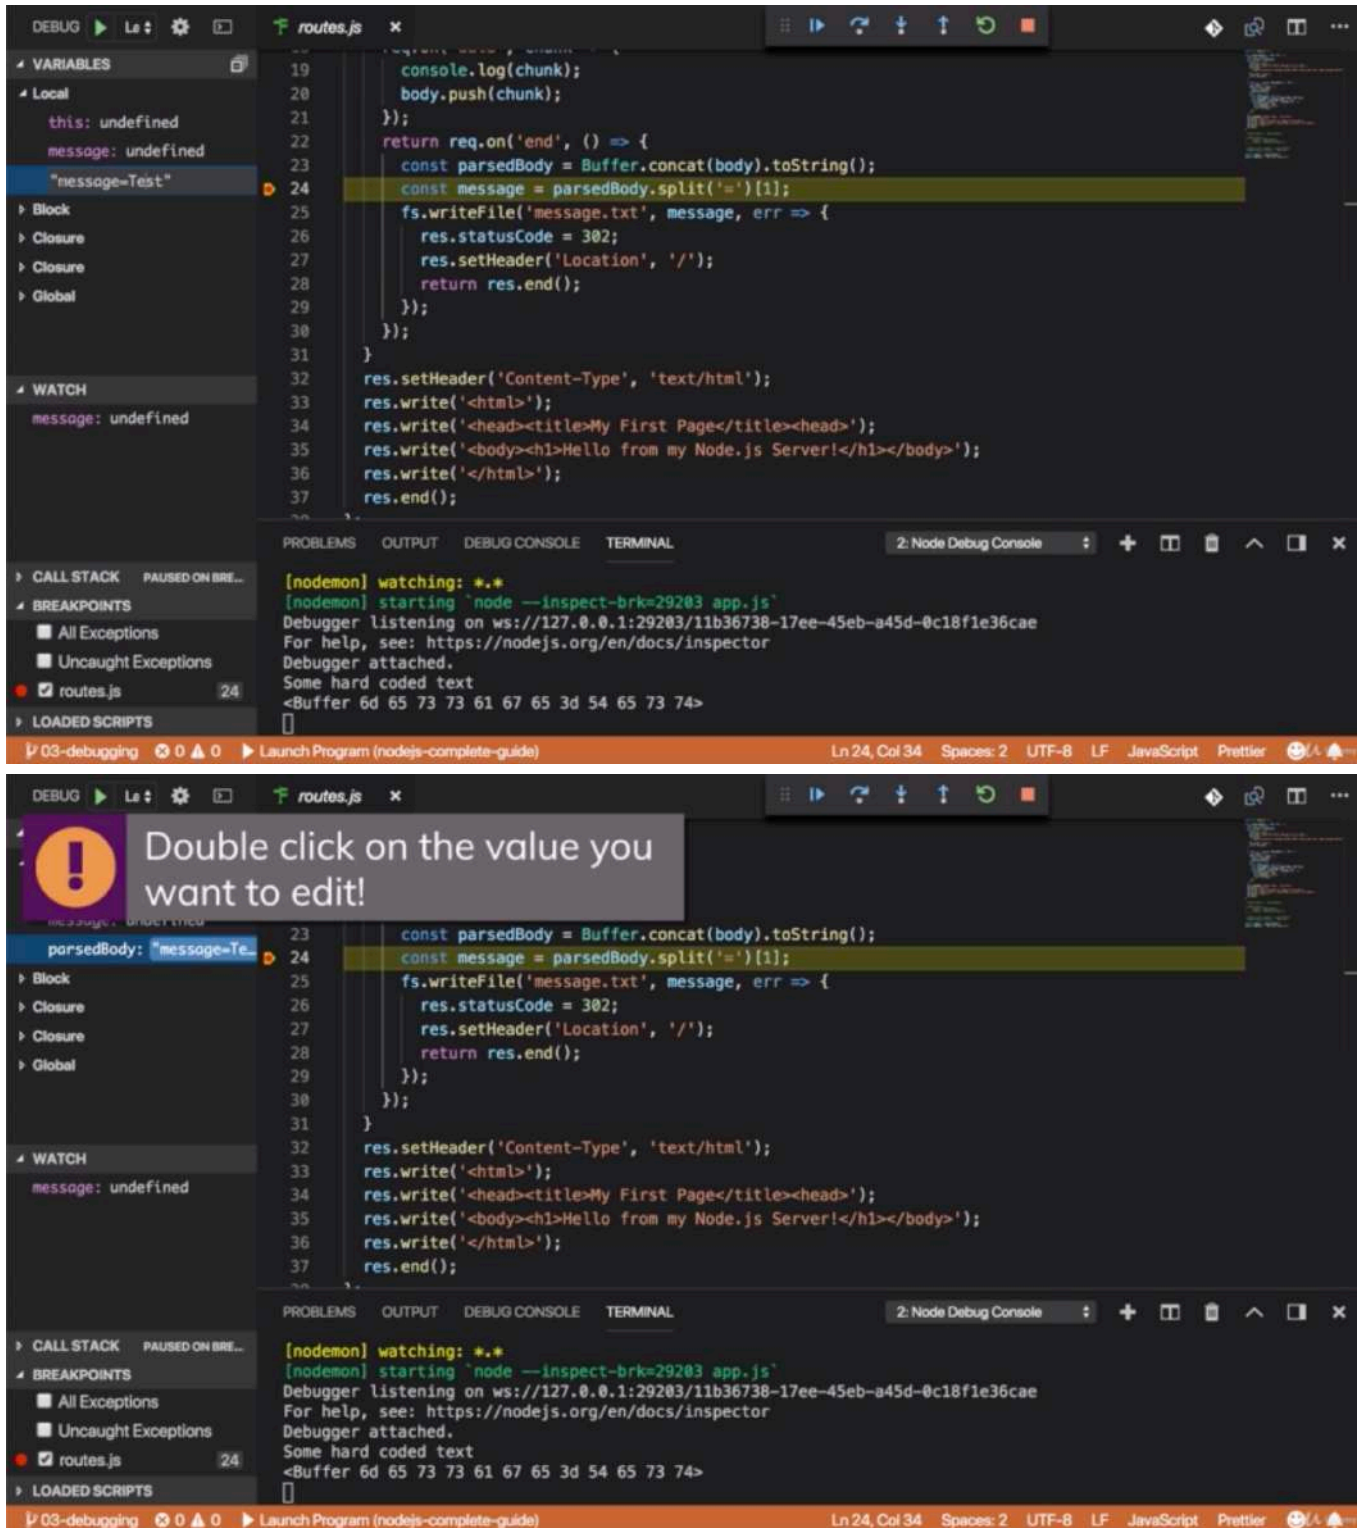 DEBUG La routes.js
VARIABLES
Local
this: undefined
message: undefined
"message=Test"
Block
Closure
Closure
Global
WATCH
message: undefined
CALL STACK PAUSED ON BRE...
BREAKPOINTS
All Exceptions
Uncaught Exceptions
routes.js 24
LOADED SCRIPTS
19 console.log(chunk);
20 body.push(chunk);
21 });
22 return req.on('end', () => {
23 const parsedBody = Buffer.concat(body).toString();
24 const message = parsedBody.split('=')[1];
25 fs.writeFile('message.txt', message, err => {
26 res.statusCode = 302;
27 res.setHeader('Location', '/');
28 return res.end();
29 });
30 });
31 }
32 res.setHeader('Content-Type', 'text/html');
33 res.write('<html>');
34 res.write('<head><title>My First Page</title><head>');
35 res.write('<body><h1>Hello from my Node.js Server!</h1></body>');
36 res.write('</html>');
37 res.end();
PROBLEMS OUTPUT DEBUG CONSOLE TERMINAL 2: Node Debug Console
[nodemon] watching: *.*
[nodemon] starting `node --inspect-brk=29203 app.js`
Debugger listening on ws://127.0.0.1:29203/11b36738-17ee-45eb-a45d-0c18f1e36cae
For help, see: https://nodejs.org/en/docs/inspector
Debugger attached.
Some hard coded text
<Buffer 6d 65 73 73 61 67 65 3d 54 65 73 74>
03-debugging 0 0 Launch Program (nodejs-complete-guide) Ln 24, Col 34 Spaces: 2 UTF-8 LF JavaScript Prettier
DEBUG La routes.js
Double click on the value you
want to edit!
message: undefined
parsedBody: "message=Te...
Block
Closure
Closure
Global
WATCH
message: undefined
CALL STACK PAUSED ON BRE...
BREAKPOINTS
All Exceptions
Uncaught Exceptions
routes.js 24
LOADED SCRIPTS
23 const parsedBody = Buffer.concat(body).toString();
24 const message = parsedBody.split('=')[1];
25 fs.writeFile('message.txt', message, err => {
26 res.statusCode = 302;
27 res.setHeader('Location', '/');
28 return res.end();
29 });
30 });
31 }
32 res.setHeader('Content-Type', 'text/html');
33 res.write('<html>');
34 res.write('<head><title>My First Page</title><head>');
35 res.write('<body><h1>Hello from my Node.js Server!</h1></body>');
36 res.write('</html>');
37 res.end();
PROBLEMS OUTPUT DEBUG CONSOLE TERMINAL 2: Node Debug Console
[nodemon] watching: *.*
[nodemon] starting `node --inspect-brk=29203 app.js`
Debugger listening on ws://127.0.0.1:29203/11b36738-17ee-45eb-a45d-0c18f1e36cae
For help, see: https://nodejs.org/en/docs/inspector
Debugger attached.
Some hard coded text
<Buffer 6d 65 73 73 61 67 65 3d 54 65 73 74>
03-debugging 0 0 Launch Program (nodejs-complete-guide) Ln 24, Col 34 Spaces: 2 UTF-8 LF JavaScript Prettier